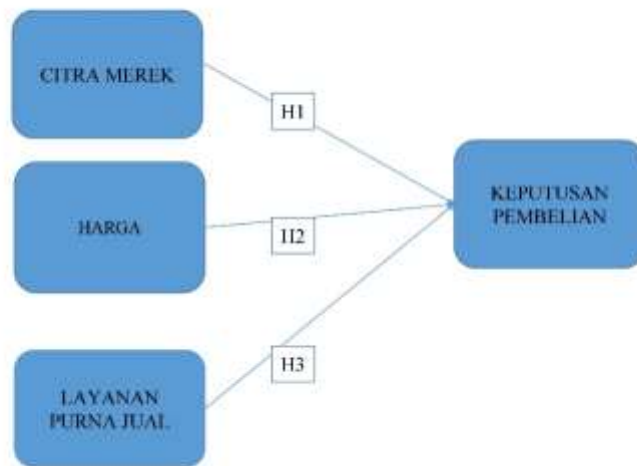 CITRA MEREK
H1
HARGA
H2
KEPUTUSAN
PEMBELIAN
H3
LAYANAN
PURNA JUAL